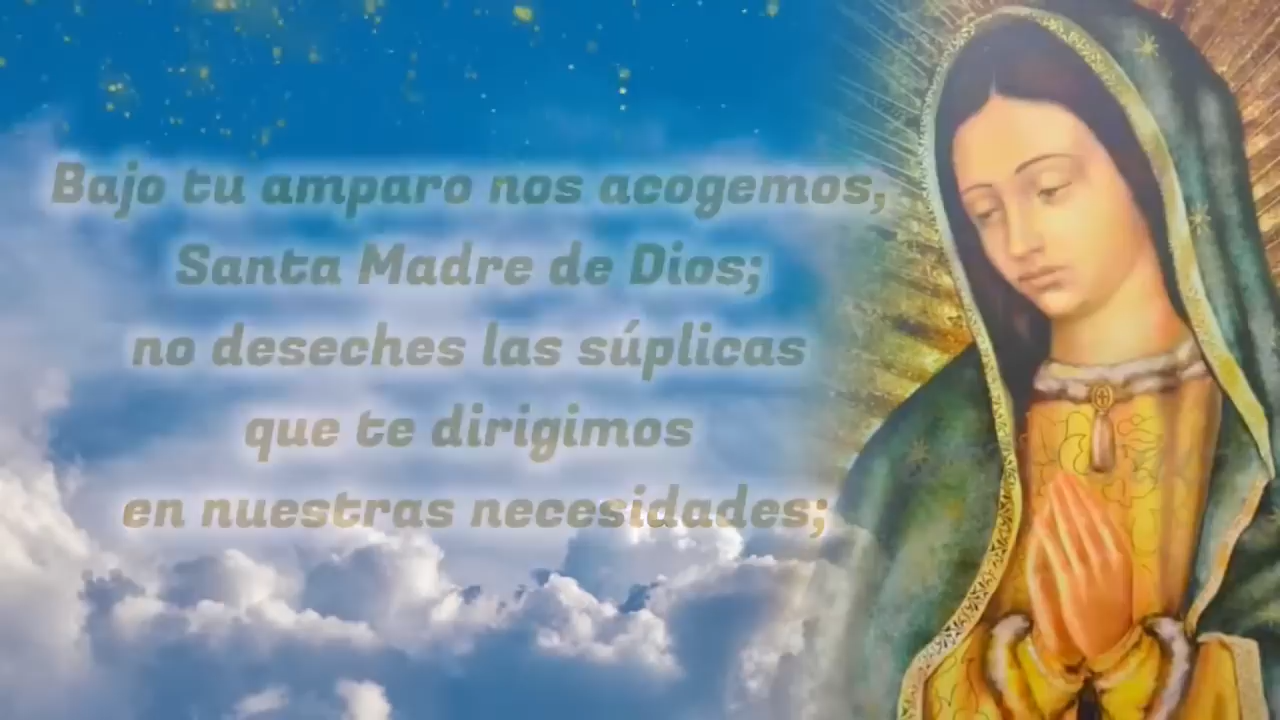 Bajo tu amparo nos acogemos,
Santa Madre de Dios;
no deseches las súplicas
que te dirigimos
en nuestras necesidades;